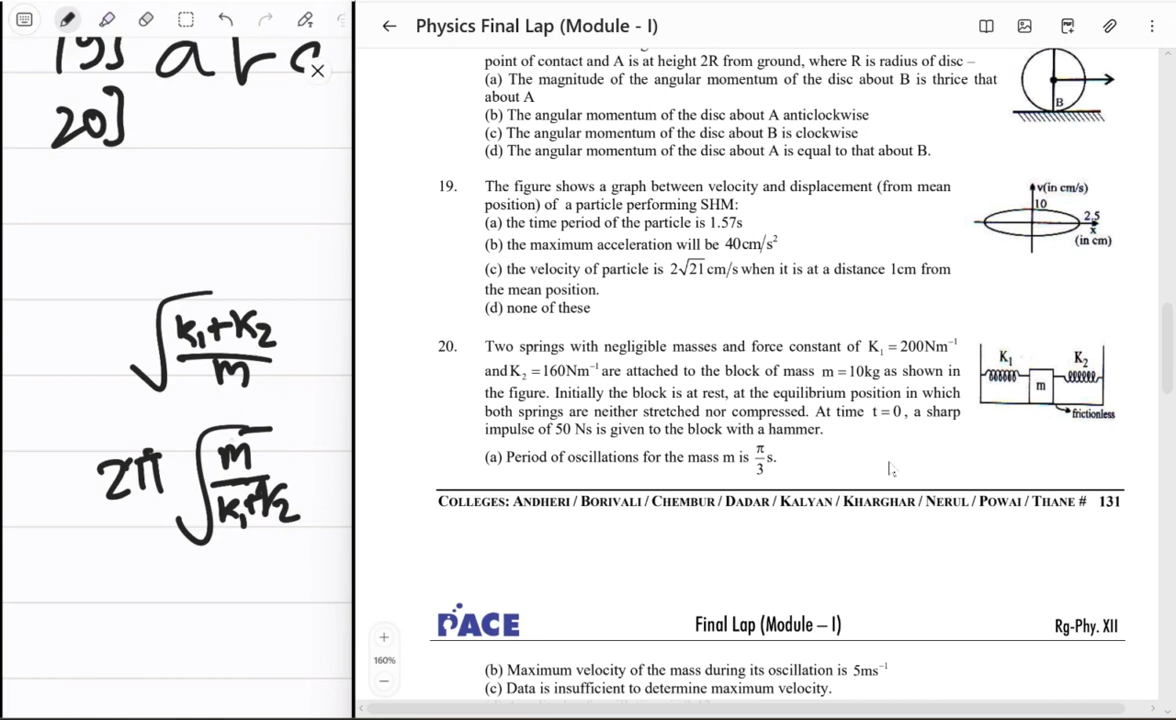 19] a b c
20]
√(k₁+k₂ / m)
2π √(m / k₁+k₂)
Physics Final Lap (Module - I)
point of contact and A is at height 2R from ground, where R is radius of disc –
(a) The magnitude of the angular momentum of the disc about B is thrice that
about A
(b) The angular momentum of the disc about A anticlockwise
(c) The angular momentum of the disc about B is clockwise
(d) The angular momentum of the disc about A is equal to that about B.
B
19. The figure shows a graph between velocity and displacement (from mean
position) of a particle performing SHM:
(a) the time period of the particle is 1.57s
(b) the maximum acceleration will be 40cm/s²
(c) the velocity of particle is 2√21 cm/s when it is at a distance 1cm from
the mean position.
(d) none of these
v(in cm/s)
10
2.5
x
(in cm)
20. Two springs with negligible masses and force constant of K₁ = 200Nm⁻¹
and K₂ = 160Nm⁻¹ are attached to the block of mass m = 10kg as shown in
the figure. Initially the block is at rest, at the equilibrium position in which
both springs are neither stretched nor compressed. At time t = 0, a sharp
impulse of 50 Ns is given to the block with a hammer.
(a) Period of oscillations for the mass m is π/3 s.
K₁
K₂
m
frictionless
COLLEGES: ANDHERI / BORIVALI / CHEMBUR / DADAR / KALYAN / KHARGHAR / NERUL / POWAI / THANE # 131
PACE
Final Lap (Module – I)
Rg-Phy. XII
(b) Maximum velocity of the mass during its oscillation is 5ms⁻¹
(c) Data is insufficient to determine maximum velocity.
160%